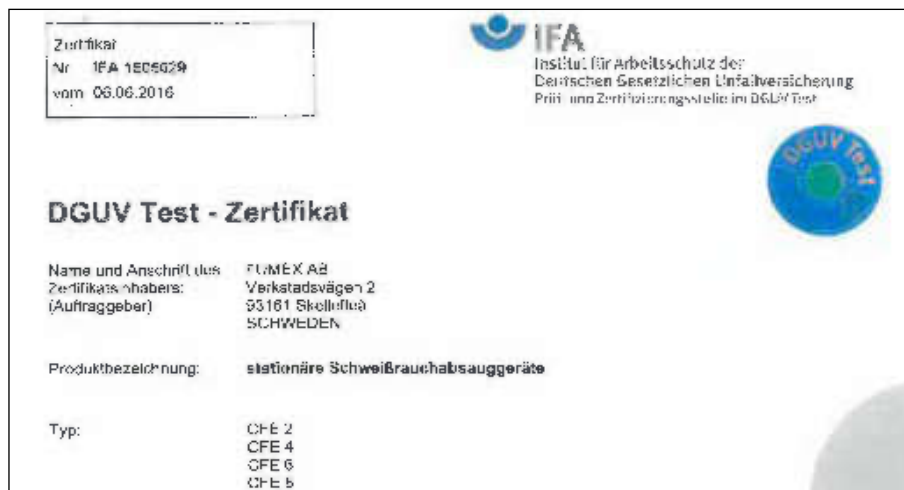 Zertifikat
Nr. IFA 1505029
vom 06.06.2016
IFA
Institut für Arbeitsschutz der
Deutschen Gesetzlichen Unfallversicherung
Prüf- und Zertifizierungsstelle im DGUV Test
DGUV Test
DGUV Test - Zertifikat
Name und Anschrift des FUMEX AB
Zertifikatsinhabers: Verkstadsvägen 2
(Auftraggeber) 93161 Skellefteå
SCHWEDEN
Produktbezeichnung: stationäre Schweißrauchabsauggeräte
Typ: CFE 2
CFE 4
CFE 6
CFE